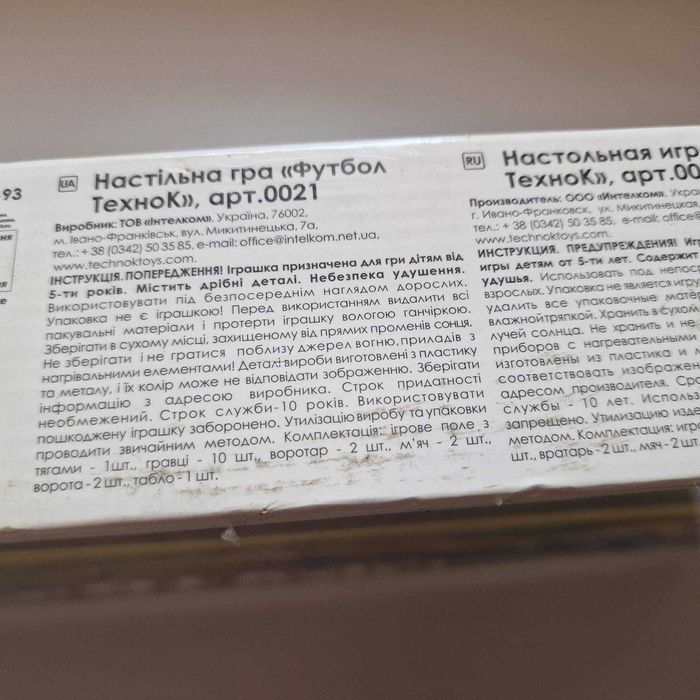 -93
UA
Настільна гра «Футбол
ТехноК», арт.0021
Виробник: ТОВ «Інтелком», Україна, 76002,
м. Івано-Франківськ, вул. Микитинецька, 7а,
тел.: + 38 (0342) 50 35 85, e-mail: office@intelkom.net.ua,
www.technoktoys.com.
ІНСТРУКЦІЯ. ПОПЕРЕДЖЕННЯ! Іграшка призначена для гри дітям від
5-ти років. Містить дрібні деталі. Небезпека удушення.
Використовувати під безпосереднім наглядом дорослих.
Упаковка не є іграшкою! Перед використанням видалити всі
пакувальні матеріали і протерти іграшку вологою ганчіркою.
Зберігати в сухому місці, захищеному від прямих променів сонця.
Не зберігати і не гратися поблизу джерел вогню, приладів з
нагрівальними елементами! Деталі вироби виготовлені з пластику
та металу, і їх колір може не відповідати зображенню. Зберігати
інформацію з адресою виробника. Строк придатності
необмежений. Строк служби-10 років. Використовувати
пошкоджену іграшку заборонено. Утилізацію виробу та упаковки
проводити звичайним методом. Комплектація: ігрове поле з
тягами - 1шт., гравці - 10 шт., воротар - 2 шт., м'яч - 2 шт.,
ворота - 2 шт., табло - 1 шт.
RU
Настольная игр
ТехноК», арт.00
Производитель: ООО «Интелком», Укра
г. Ивано-Франковск, ул. Микитинецкая,
тел.: + 38 (0342) 50 35 85, e-mail: office@
www.technoktoys.com.
ИНСТРУКЦИЯ. ПРЕДУПРЕЖДЕНИЯ! Иг
игры детям от 5-ти лет. Содержит
удушья. Использовать под непос
взрослых. Упаковка не является игру
удалить все упаковочные матери
влажной тряпкой. Хранить в сухом
лучей солнца. Не хранить и не
приборов с нагревательными
изготовлены из пластика и
соответствовать изображен
адресом производителя. Сро
службы - 10 лет. Использ
запрещено. Утилизацию изд
методом. Комплектация: игро
шт., вратарь - 2 шт., мяч - 2 шт.